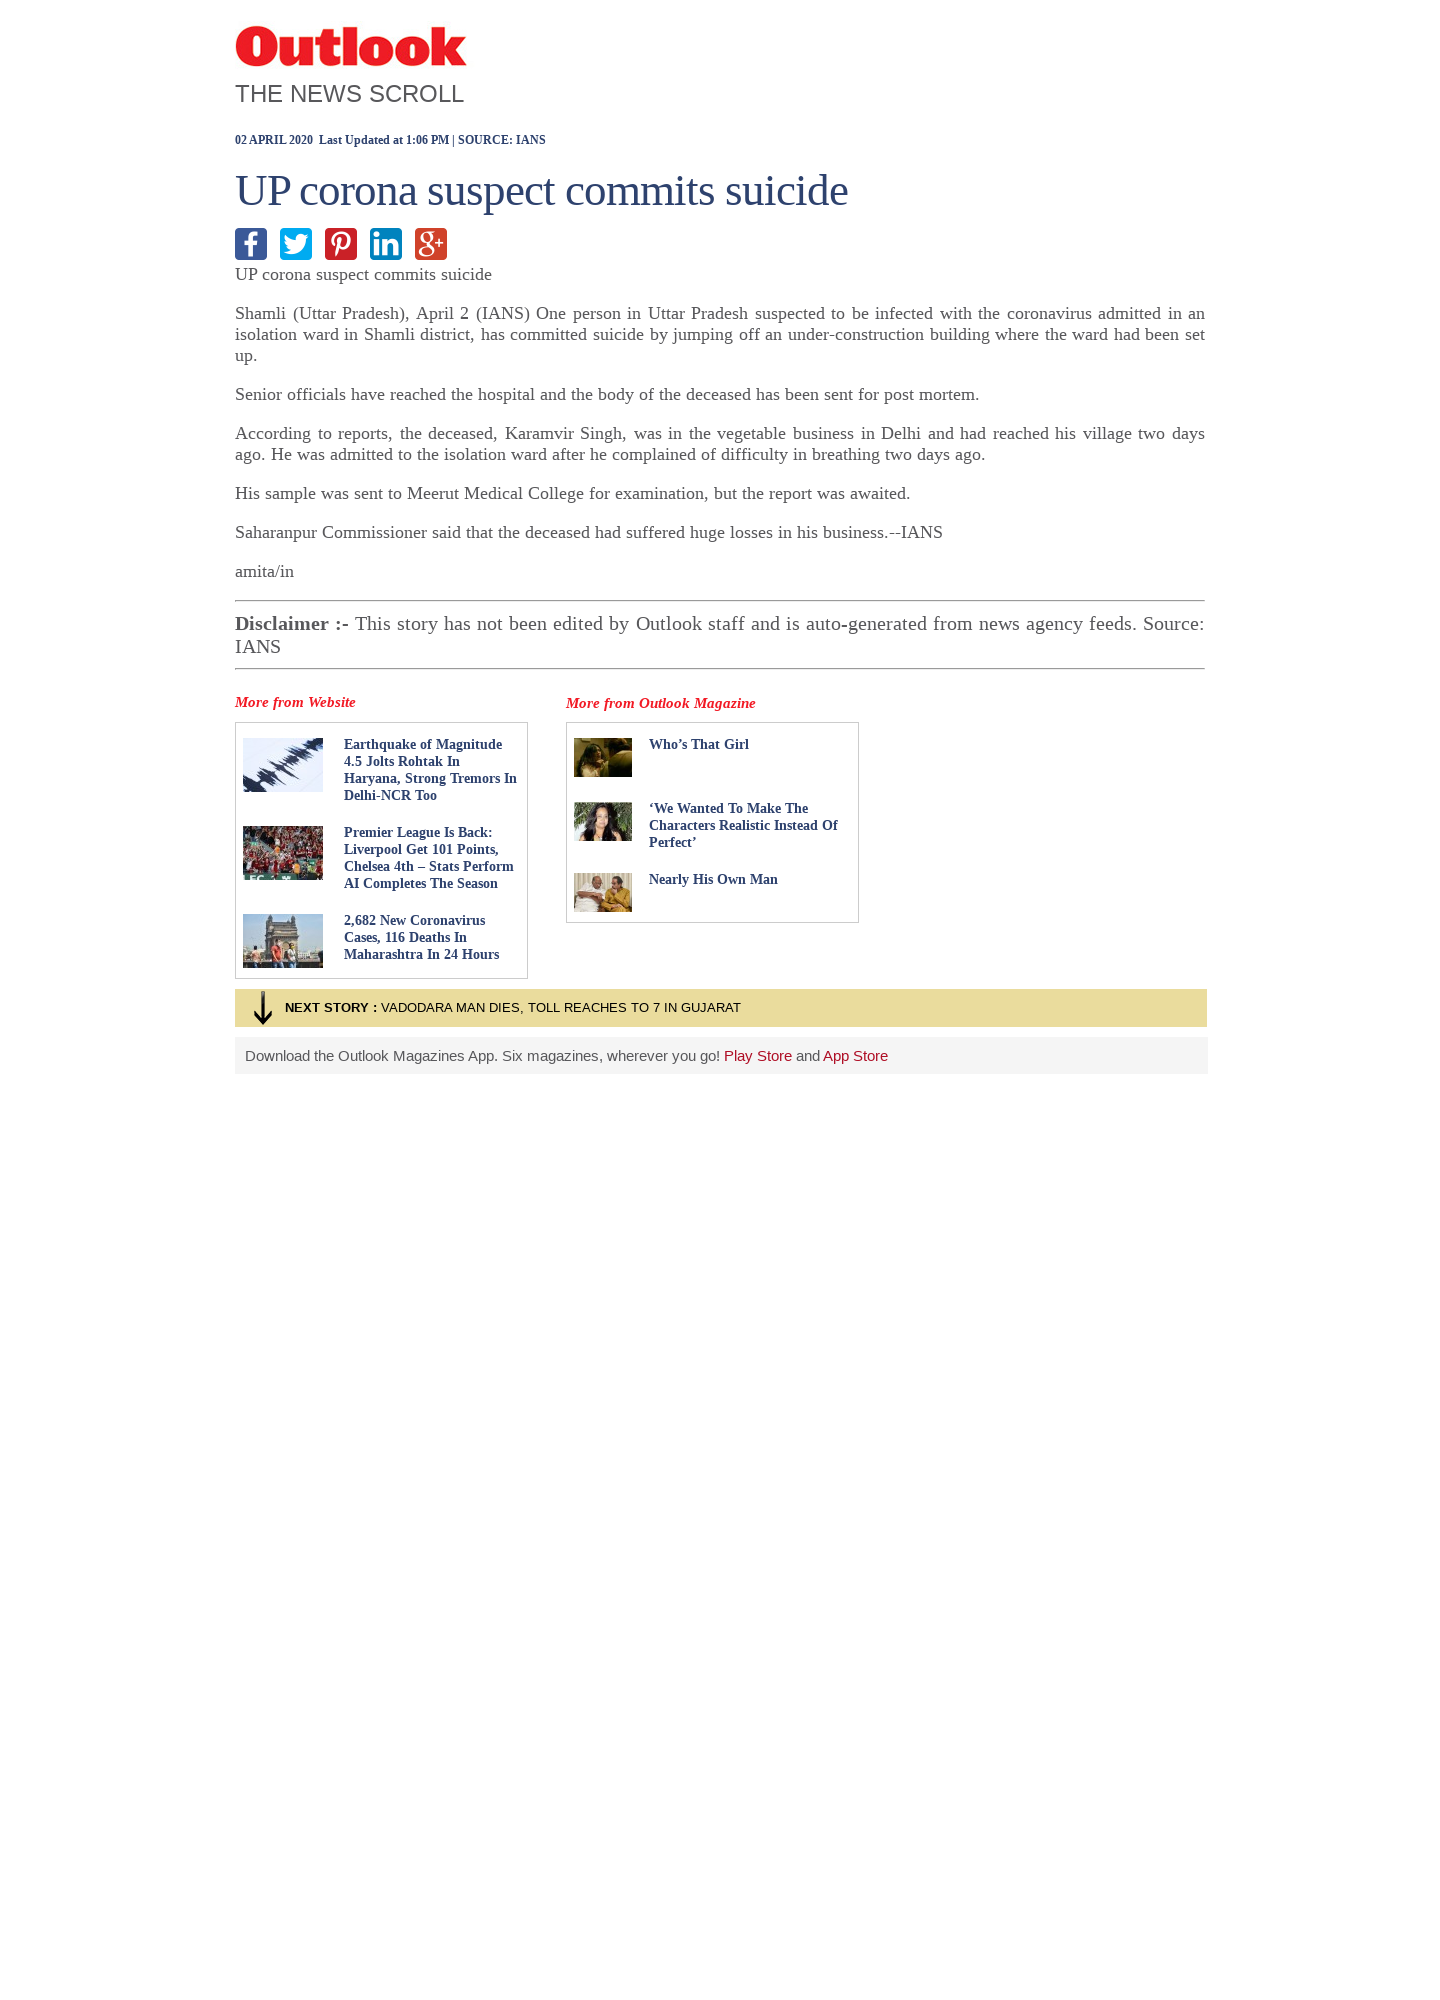 Outlook
THE NEWS SCROLL
02 APRIL 2020  Last Updated at 1:06 PM | SOURCE: IANS
UP corona suspect commits suicide
UP corona suspect commits suicide
Shamli (Uttar Pradesh), April 2 (IANS) One person in Uttar Pradesh suspected to be infected with the coronavirus admitted in an
isolation ward in Shamli district, has committed suicide by jumping off an under-construction building where the ward had been set
up.
Senior officials have reached the hospital and the body of the deceased has been sent for post mortem.
According to reports, the deceased, Karamvir Singh, was in the vegetable business in Delhi and had reached his village two days
ago. He was admitted to the isolation ward after he complained of difficulty in breathing two days ago.
His sample was sent to Meerut Medical College for examination, but the report was awaited.
Saharanpur Commissioner said that the deceased had suffered huge losses in his business.--IANS
amita/in
Disclaimer :- This story has not been edited by Outlook staff and is auto-generated from news agency feeds. Source:
IANS
More from Website
Earthquake of Magnitude
4.5 Jolts Rohtak In
Haryana, Strong Tremors In
Delhi-NCR Too
Premier League Is Back:
Liverpool Get 101 Points,
Chelsea 4th – Stats Perform
AI Completes The Season
2,682 New Coronavirus
Cases, 116 Deaths In
Maharashtra In 24 Hours
More from Outlook Magazine
Who’s That Girl
‘We Wanted To Make The
Characters Realistic Instead Of
Perfect’
Nearly His Own Man
NEXT STORY : VADODARA MAN DIES, TOLL REACHES TO 7 IN GUJARAT
Download the Outlook Magazines App. Six magazines, wherever you go! Play Store and App Store